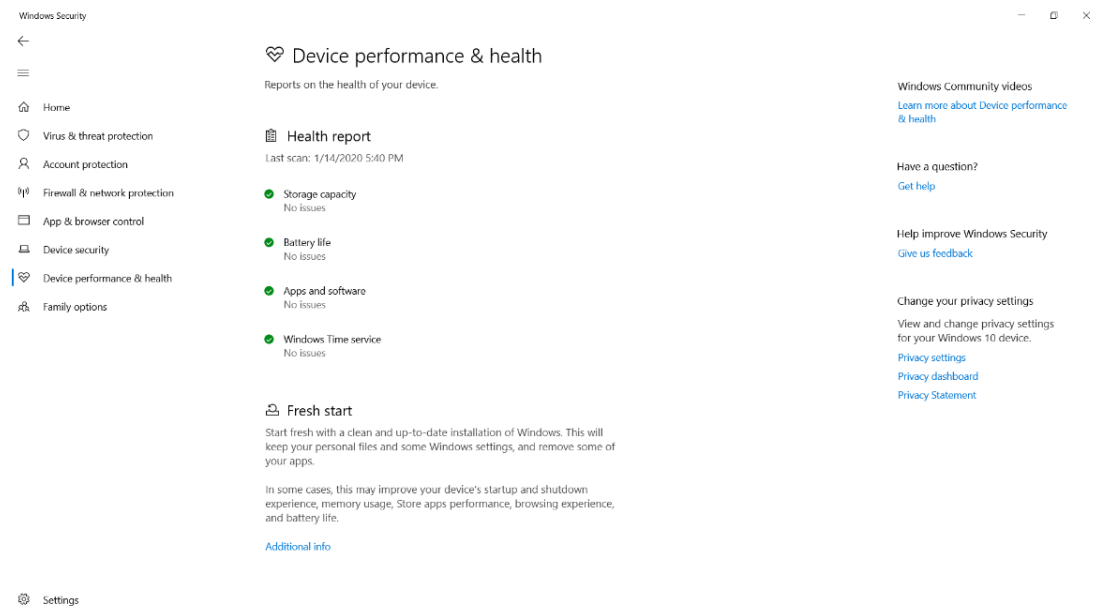 Windows Security
Home
Virus & threat protection
Account protection
Firewall & network protection
App & browser control
Device security
Device performance & health
Family options
Settings
Device performance & health
Reports on the health of your device.
Health report
Last scan: 1/14/2020 5:40 PM
Storage capacity
No issues
Battery life
No issues
Apps and software
No issues
Windows Time service
No issues
Fresh start
Start fresh with a clean and up-to-date installation of Windows. This will
keep your personal files and some Windows settings, and remove some of
your apps.
In some cases, this may improve your device's startup and shutdown
experience, memory usage, Store apps performance, browsing experience,
and battery life.
Additional info
Windows Community videos
Learn more about Device performance
& health
Have a question?
Get help
Help improve Windows Security
Give us feedback
Change your privacy settings
View and change privacy settings
for your Windows 10 device.
Privacy settings
Privacy dashboard
Privacy Statement